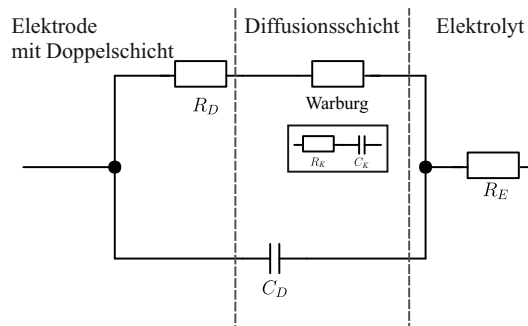 Elektrode
mit Doppelschicht
Diffusionsschicht
Elektrolyt
R_D
Warburg
R_K
C_K
R_E
C_D